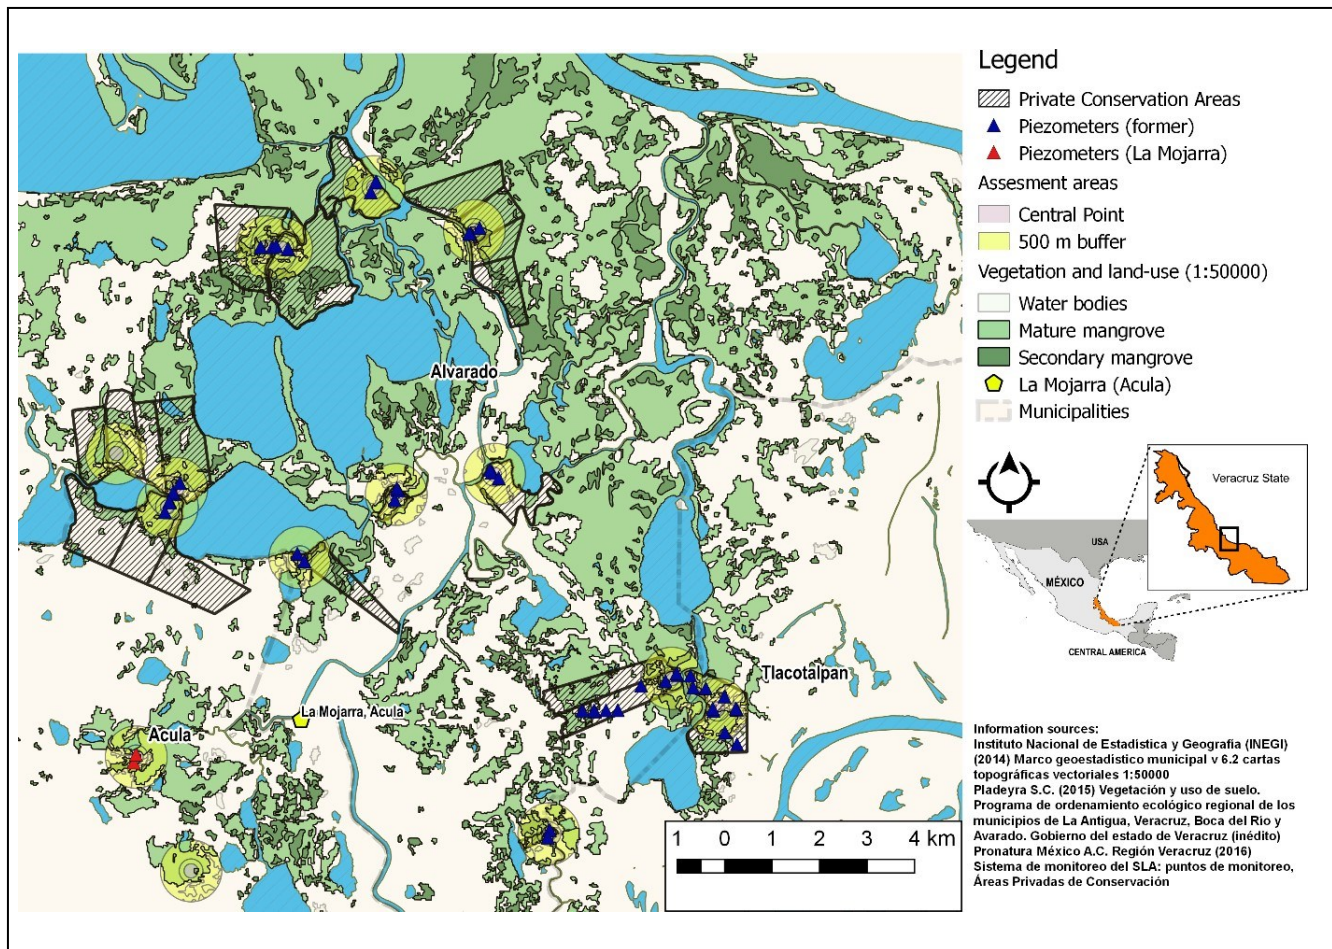 Legend
Private Conservation Areas
Piezometers (former)
Piezometers (La Mojarra)
Assesment areas
Central Point
500 m buffer
Vegetation and land-use (1:50000)
Water bodies
Mature mangrove
Secondary mangrove
La Mojarra (Acula)
Municipalities
Alvarado
Tlacotalpan
La Mojarra, Acula
Acula
1 0 1 2 3 4 km
Veracruz State
USA
MÉXICO
CENTRAL AMERICA
Information sources:
Instituto Nacional de Estadística y Geografía (INEGI)
(2014) Marco geoestadístico municipal v 6.2 cartas
topográficas vectoriales 1:50000
Pladeyra S.C. (2015) Vegetación y uso de suelo.
Programa de ordenamiento ecológico regional de los
municipios de La Antigua, Veracruz, Boca del Rio y
Avarado. Gobierno del estado de Veracruz (inédito)
Pronatura México A.C. Región Veracruz (2016)
Sistema de monitoreo del SLA: puntos de monitoreo,
Áreas Privadas de Conservación